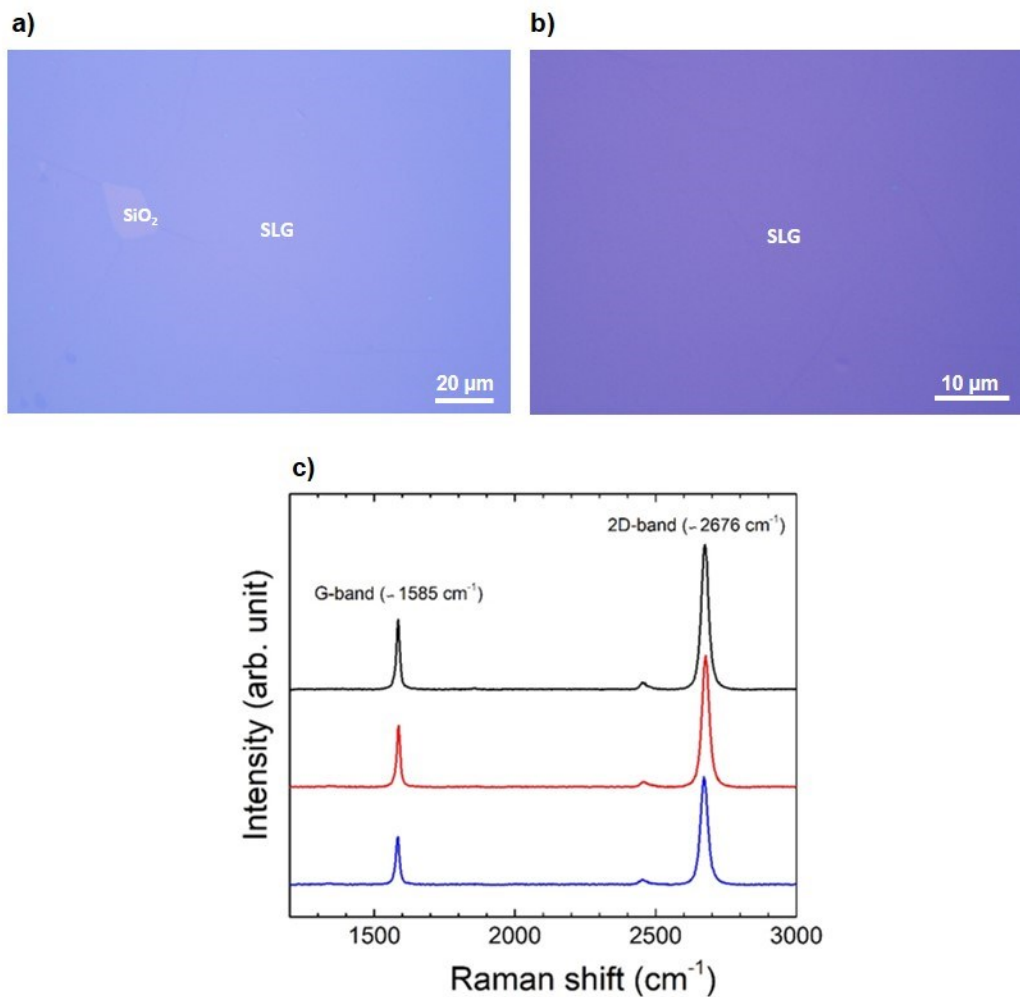 a)
b)
SiO₂
SLG
20 µm
SLG
10 µm
c)
2D-band (~2676 cm⁻¹)
G-band (~1585 cm⁻¹)
Intensity (arb. unit)
1500 2000 2500 3000
Raman shift (cm⁻¹)